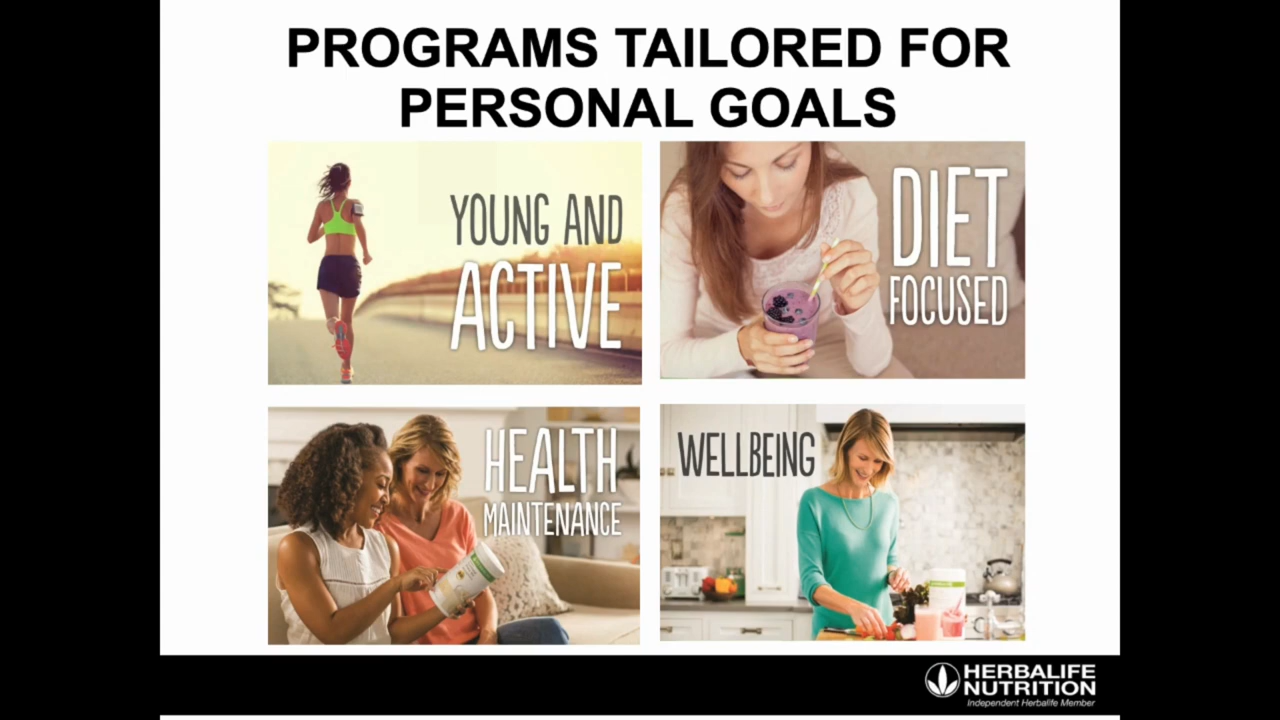 PROGRAMS TAILORED FOR
PERSONAL GOALS
YOUNG AND
ACTIVE
DIET
FOCUSED
HEALTH
MAINTENANCE
WELLBEING
HERBALIFE
NUTRITION
Independent Herbalife Member